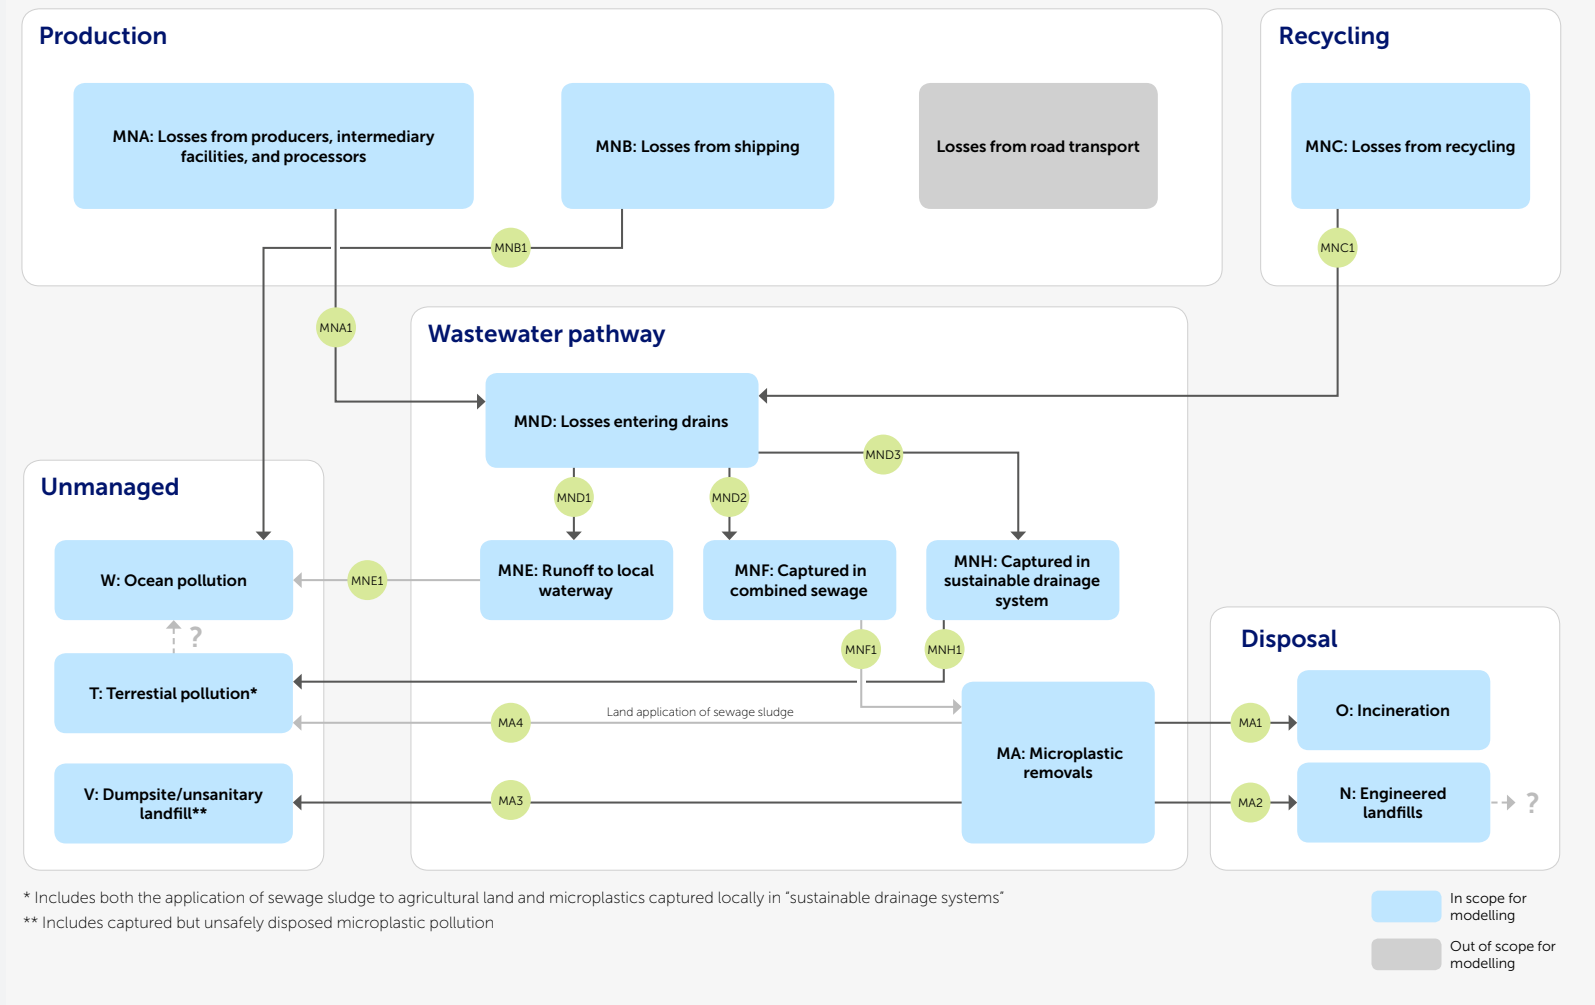 Production
Recycling
MNA: Losses from producers, intermediary
facilities, and processors
MNB: Losses from shipping
Losses from road transport
MNC: Losses from recycling
MNB1
MNC1
MNA1
Wastewater pathway
MND: Losses entering drains
MND3
MND1
MND2
Unmanaged
W: Ocean pollution
MNE1
MNE: Runoff to local
waterway
MNF: Captured in
combined sewage
MNH: Captured in
sustainable drainage
system
?
MNF1
MNH1
Disposal
T: Terrestial pollution*
MA4
Land application of sewage sludge
MA: Microplastic
removals
MA1
O: Incineration
V: Dumpsite/unsanitary
landfill**
MA3
MA2
N: Engineered
landfills
?
* Includes both the application of sewage sludge to agricultural land and microplastics captured locally in “sustainable drainage systems”
** Includes captured but unsafely disposed microplastic pollution
In scope for
modelling
Out of scope for
modelling